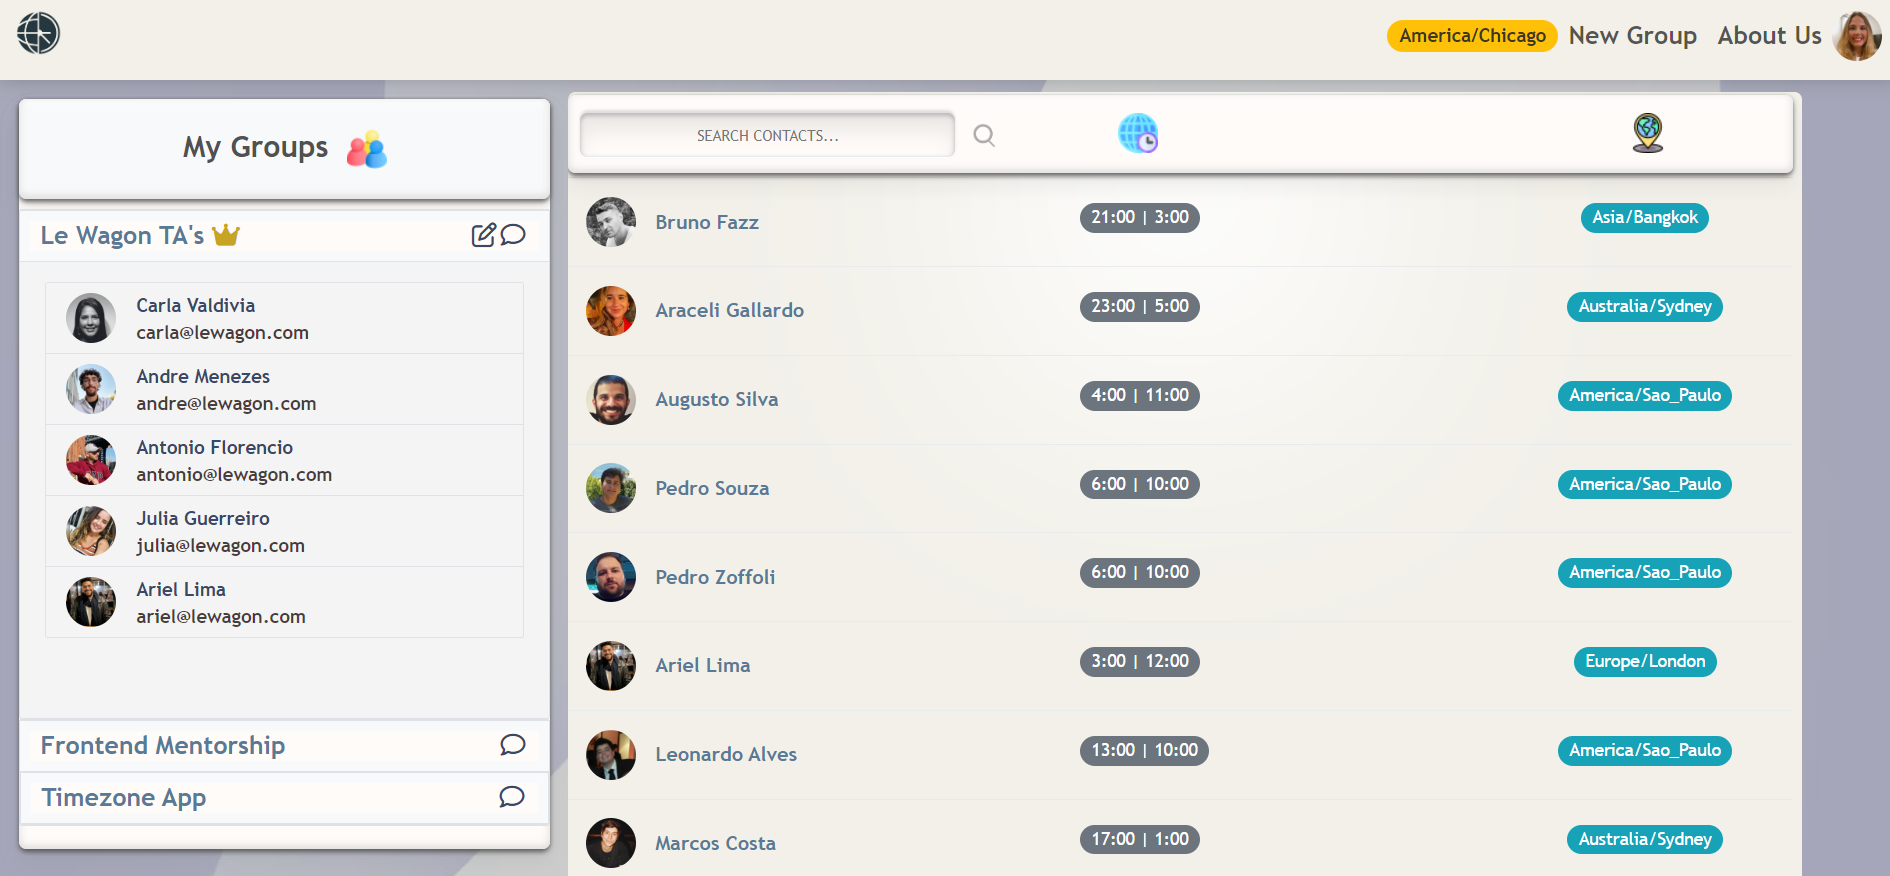 America/Chicago New Group About Us
My Groups
Le Wagon TA's
Carla Valdivia
carla@lewagon.com
Andre Menezes
andre@lewagon.com
Antonio Florencio
antonio@lewagon.com
Julia Guerreiro
julia@lewagon.com
Ariel Lima
ariel@lewagon.com
Frontend Mentorship
Timezone App
SEARCH CONTACTS...
Bruno Fazz 21:00 | 3:00 Asia/Bangkok
Araceli Gallardo 23:00 | 5:00 Australia/Sydney
Augusto Silva 4:00 | 11:00 America/Sao_Paulo
Pedro Souza 6:00 | 10:00 America/Sao_Paulo
Pedro Zoffoli 6:00 | 10:00 America/Sao_Paulo
Ariel Lima 3:00 | 12:00 Europe/London
Leonardo Alves 13:00 | 10:00 America/Sao_Paulo
Marcos Costa 17:00 | 1:00 Australia/Sydney